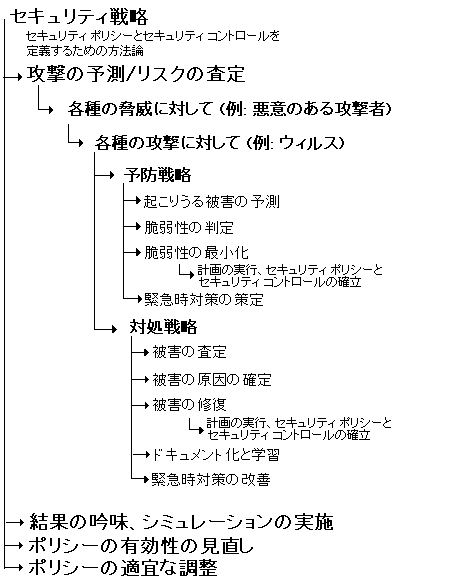 セキュリティ戦略
セキュリティ ポリシーとセキュリティ コントロールを
定義するための方法論
攻撃の予測/リスクの査定
各種の脅威に対して (例: 悪意のある攻撃者)
各種の攻撃に対して (例: ウィルス)
予防戦略
起こりうる被害の予測
脆弱性の判定
脆弱性の最小化
計画の実行、セキュリティ ポリシーと
セキュリティ コントロールの確立
緊急時対策の策定
対処戦略
被害の査定
被害の原因の確定
被害の修復
計画の実行、セキュリティ ポリシーと
セキュリティ コントロールの確立
ドキュメント化と学習
緊急時対策の改善
結果の吟味、シミュレーションの実施
ポリシーの有効性の見直し
ポリシーの適宜な調整